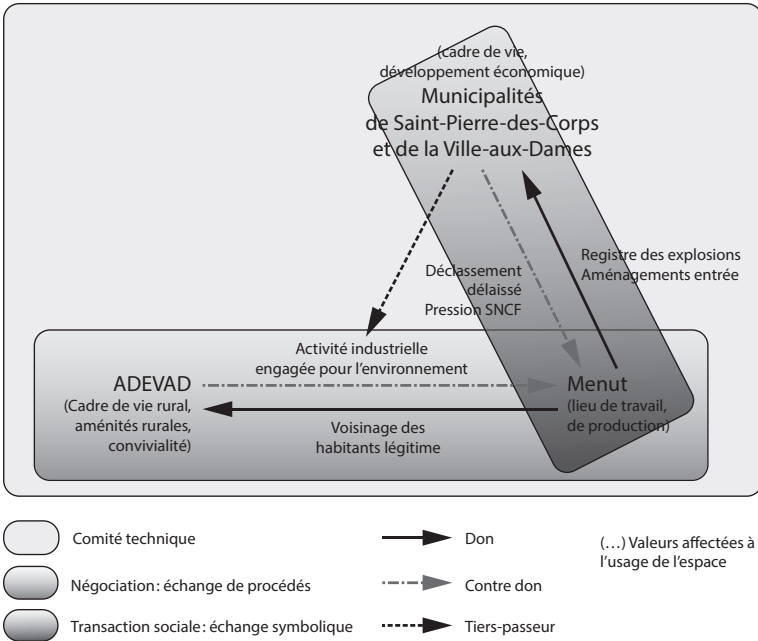 (cadre de vie,
développement économique)
Municipalités
de Saint-Pierre-des-Corps
et de la Ville-aux-Dames
Registre des explosions
Aménagements entrée
Déclassement
délaissé
Pression SNCF
Activité industrielle
engagée pour l'environnement
ADEVAD
(Cadre de vie rural,
aménités rurales,
convivialité)
Menut
(lieu de travail,
de production)
Voisinage des
habitants légitime
Comité technique
Négociation : échange de procédés
Transaction sociale : échange symbolique
Don
Contre don
Tiers-passeur
(…) Valeurs affectées à
l'usage de l'espace